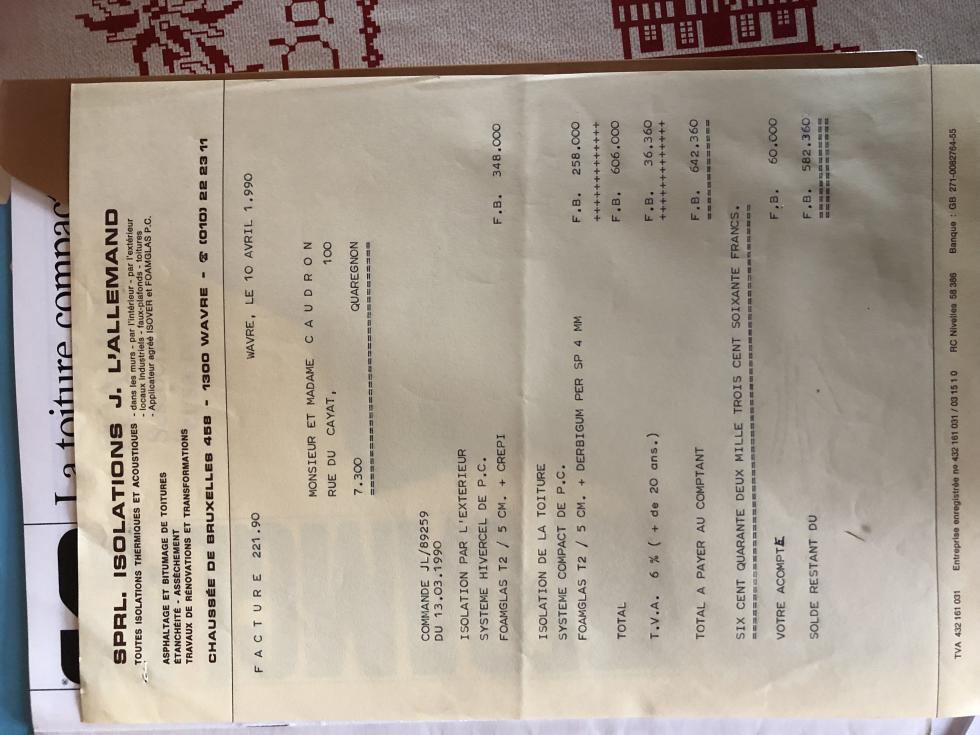 La toiture compac
SPRL. ISOLATIONS J. L'ALLEMAND
TOUTES ISOLATIONS THERMIQUES ET ACOUSTIQUES - dans les murs - par l'intérieur - par l'extérieur
- locaux industriels - faux-plafonds - toitures
- Applicateur agréé ISOVER et FOAMGLAS P.C.
ASPHALTAGE ET BITUMAGE DE TOITURES
ÉTANCHÉITÉ - ASSÈCHEMENT
TRAVAUX DE RÉNOVATIONS ET TRANSFORMATIONS
CHAUSSÉE DE BRUXELLES 458 - 1300 WAVRE - ☎ (010) 22 23 11
F A C T U R E 221.90 WAVRE, LE 10 AVRIL 1.990
MONSIEUR ET MADAME C A U D R O N
RUE DU CAYAT, 100
7.300 QUAREGNON
==============================
COMMANDE JL/89259
DU 13.03.1990
ISOLATION PAR L'EXTERIEUR
SYSTEME HIVERCEL DE P.C.
FOAMGLAS T2 / 5 CM. + CREPI F.B. 348.000
ISOLATION DE LA TOITURE
SYSTEME COMPACT DE P.C.
FOAMGLAS T2 / 5 CM. + DERBIGUM PER SP 4 MM F.B. 258.000
++++++++++++
TOTAL F.B. 606.000
T.V.A. 6 % ( + de 20 ans.) F.B. 36.360
++++++++++++
TOTAL A PAYER AU COMPTANT F.B. 642.360
============
SIX CENT QUARANTE DEUX MILLE TROIS CENT SOIXANTE FRANCS.
==================================================
VOTRE ACOMPTE F.B. 60.000
SOLDE RESTANT DU F.B. 582.360
============
TVA 432 161 031 Entreprise enregistrée no 432 161 031 / 03 15 1 0 RC Nivelles 58 386 Banque : GB 271-0082764-55